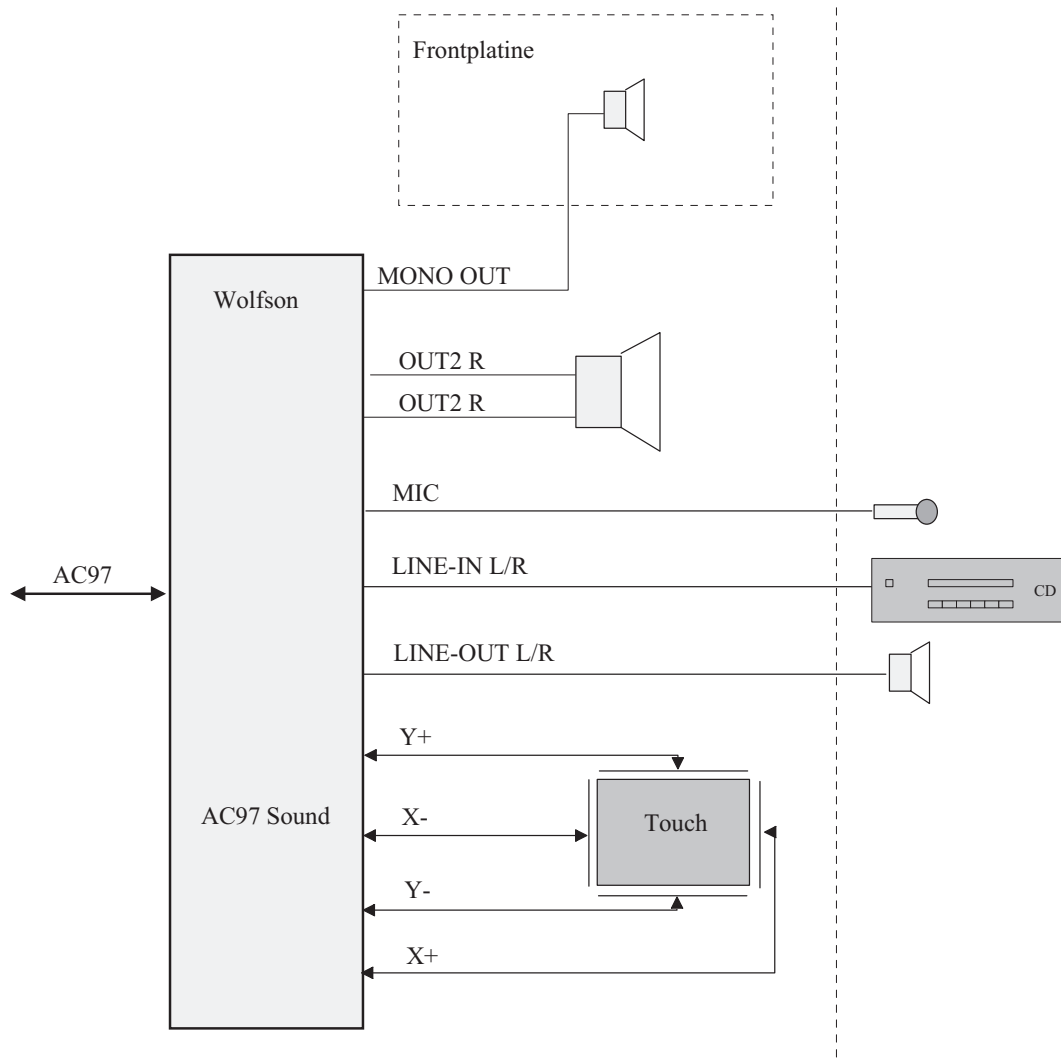 Frontplatine
MONO OUT
Wolfson
OUT2 R
OUT2 R
MIC
LINE-IN L/R
AC97
CD
LINE-OUT L/R
Y+
AC97 Sound
X-
Touch
Y-
X+